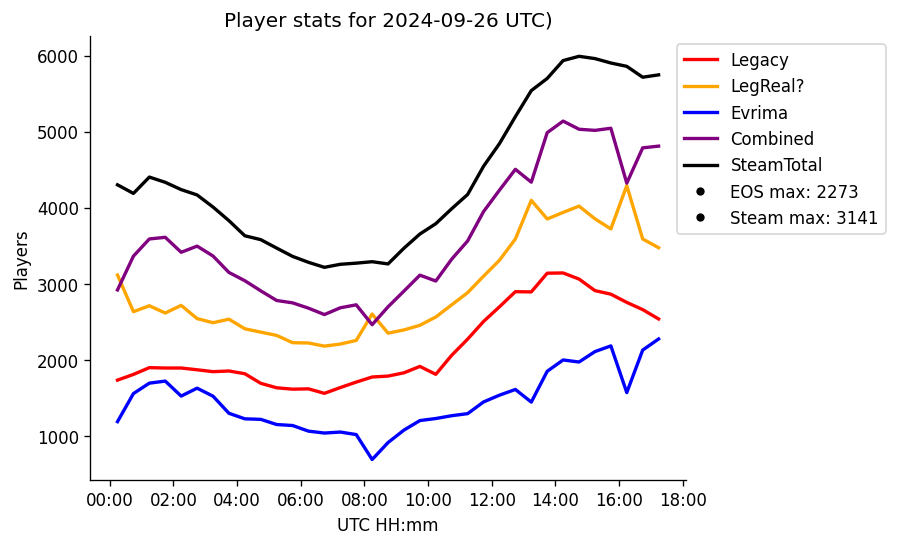 Player stats for 2024-09-26 UTC)
Players
6000
5000
4000
3000
2000
1000
00:00 02:00 04:00 06:00 08:00 10:00 12:00 14:00 16:00 18:00
UTC HH:mm
Legacy
LegReal?
Evrima
Combined
SteamTotal
EOS max: 2273
Steam max: 3141